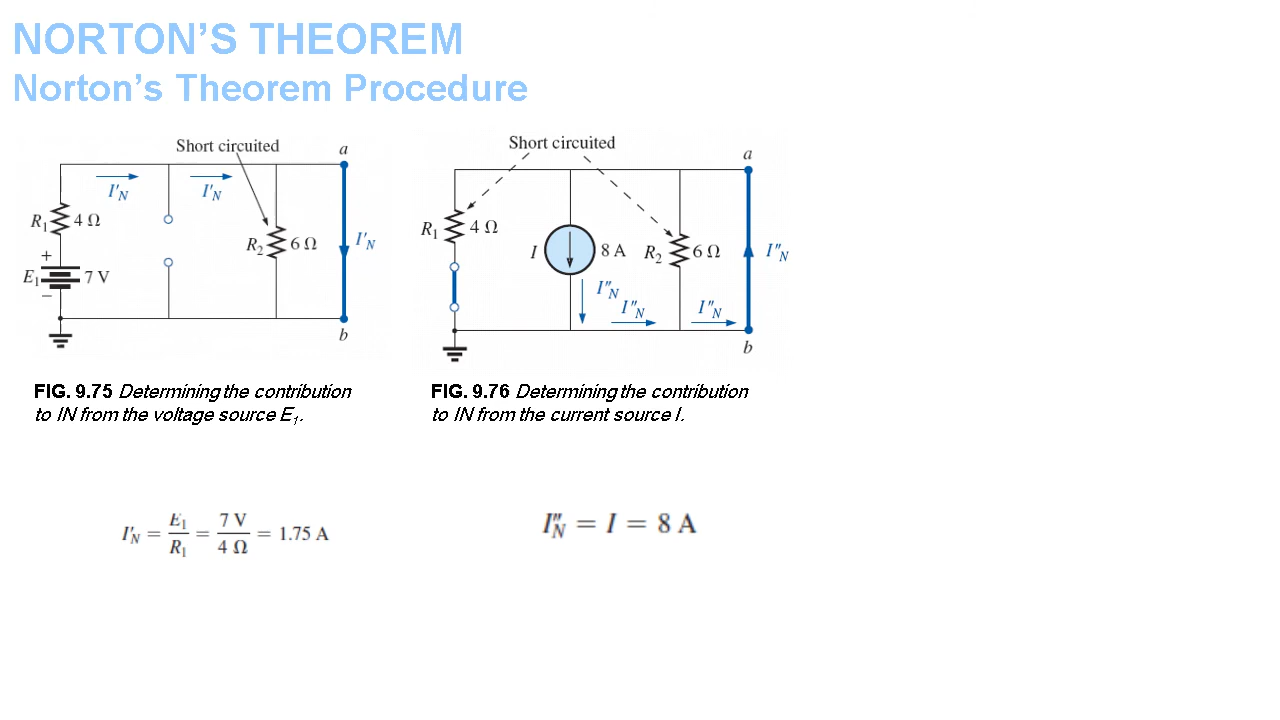 NORTON'S THEOREM
Norton's Theorem Procedure
Short circuited
a
I'N
I'N
R1
4 Ω
R2
6 Ω
I'N
+
E1
7 V
−
b
Short circuited
a
R1
4 Ω
I
8 A
R2
6 Ω
I"N
I"N
I"N
I"N
b
FIG. 9.75 Determining the contribution
to IN from the voltage source E1.
FIG. 9.76 Determining the contribution
to IN from the current source I.
I'N = E1/R1 = 7 V/4 Ω = 1.75 A
I"N = I = 8 A